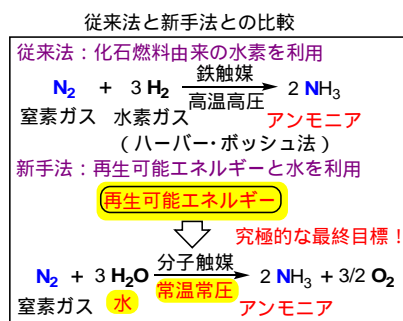 従来法と新手法との比較
従来法：化石燃料由来の水素を利用
鉄触媒
N2 + 3 H2 2 NH3
高温高圧
窒素ガス 水素ガス アンモニア
（ハーバー・ボッシュ法）
新手法：再生可能エネルギーと水を利用
再生可能エネルギー
究極的な最終目標！
分子触媒
N2 + 3 H2O 2 NH3 + 3/2 O2
常温常圧
窒素ガス 水 アンモニア